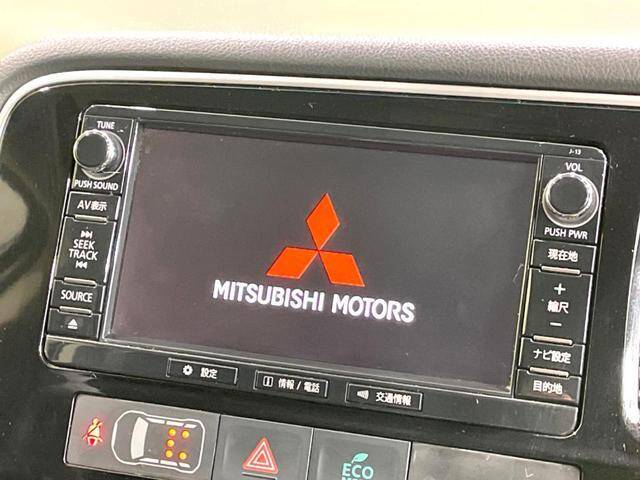 J-13
TUNE
PUSH SOUND
AV表示
SEEK
TRACK
SOURCE
MITSUBISHI MOTORS
VOL
PUSH PWR
現在地
+
縮尺
−
ナビ設定
目的地
設定
情報 / 電話
交通情報
ECO